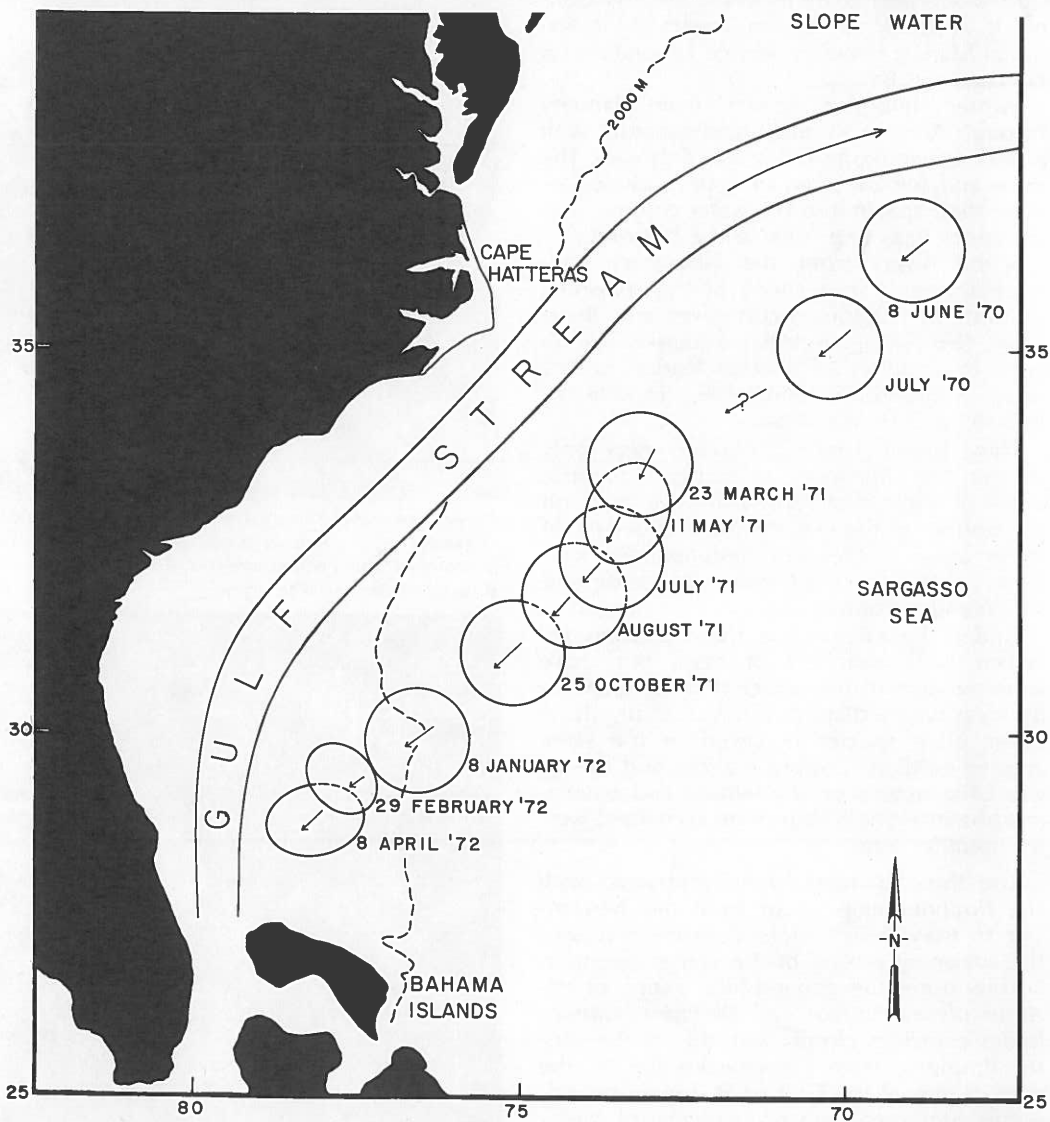 SLOPE WATER
2000 M
CAPE
HATTERAS
GULF STREAM
8 JUNE '70
35
35
JULY '70
?
23 MARCH '71
11 MAY '71
JULY '71
SARGASSO
SEA
AUGUST '71
25 OCTOBER '71
30
30
8 JANUARY '72
29 FEBRUARY '72
8 APRIL '72
-N-
BAHAMA
ISLANDS
25
25
80
75
70